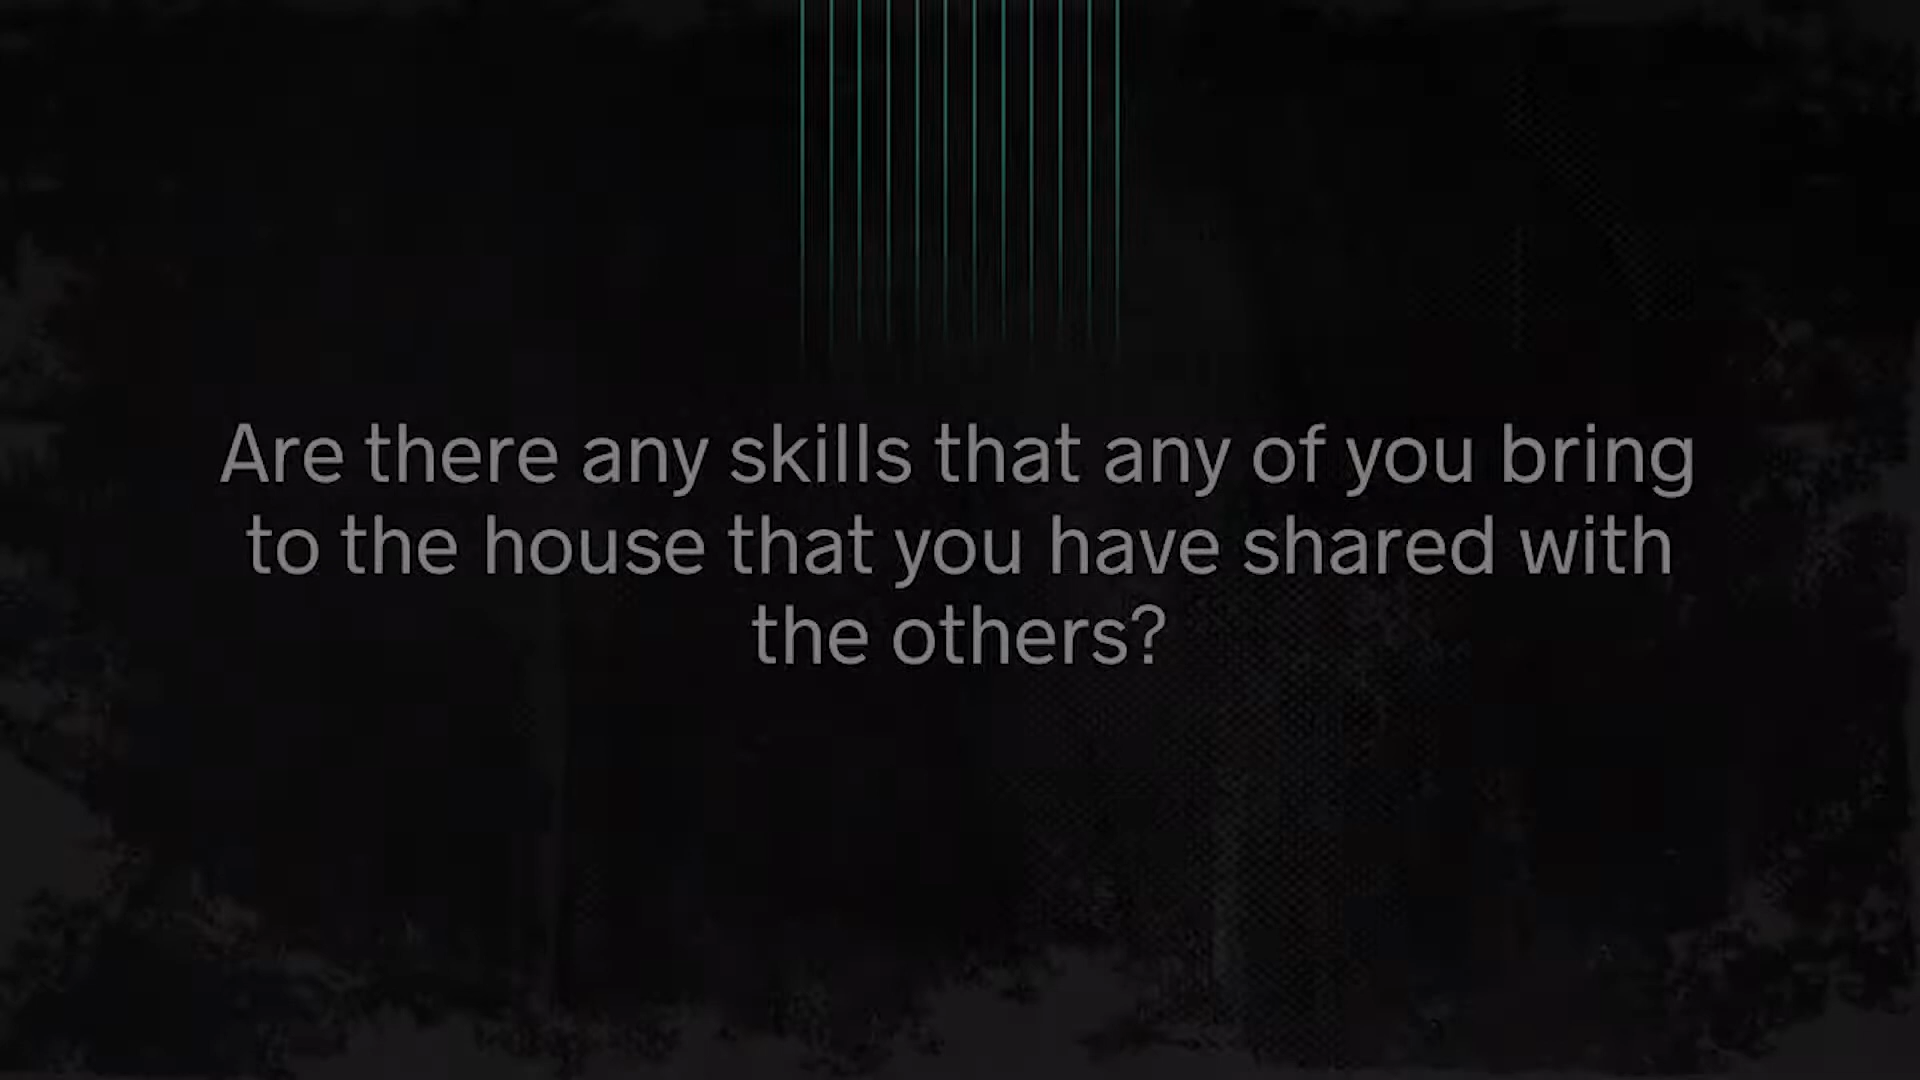 Are there any skills that any of you bring
to the house that you have shared with
the others?